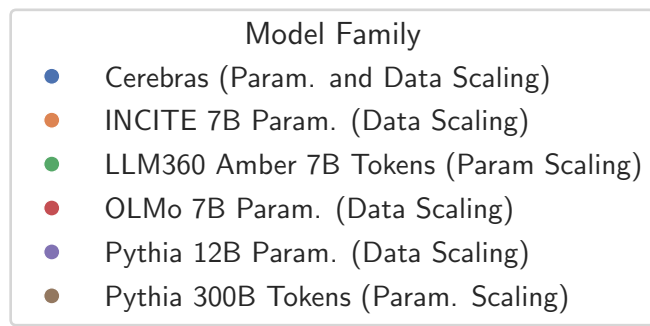 Model Family
Cerebras (Param. and Data Scaling)
INCITE 7B Param. (Data Scaling)
LLM360 Amber 7B Tokens (Param Scaling)
OLMo 7B Param. (Data Scaling)
Pythia 12B Param. (Data Scaling)
Pythia 300B Tokens (Param. Scaling)